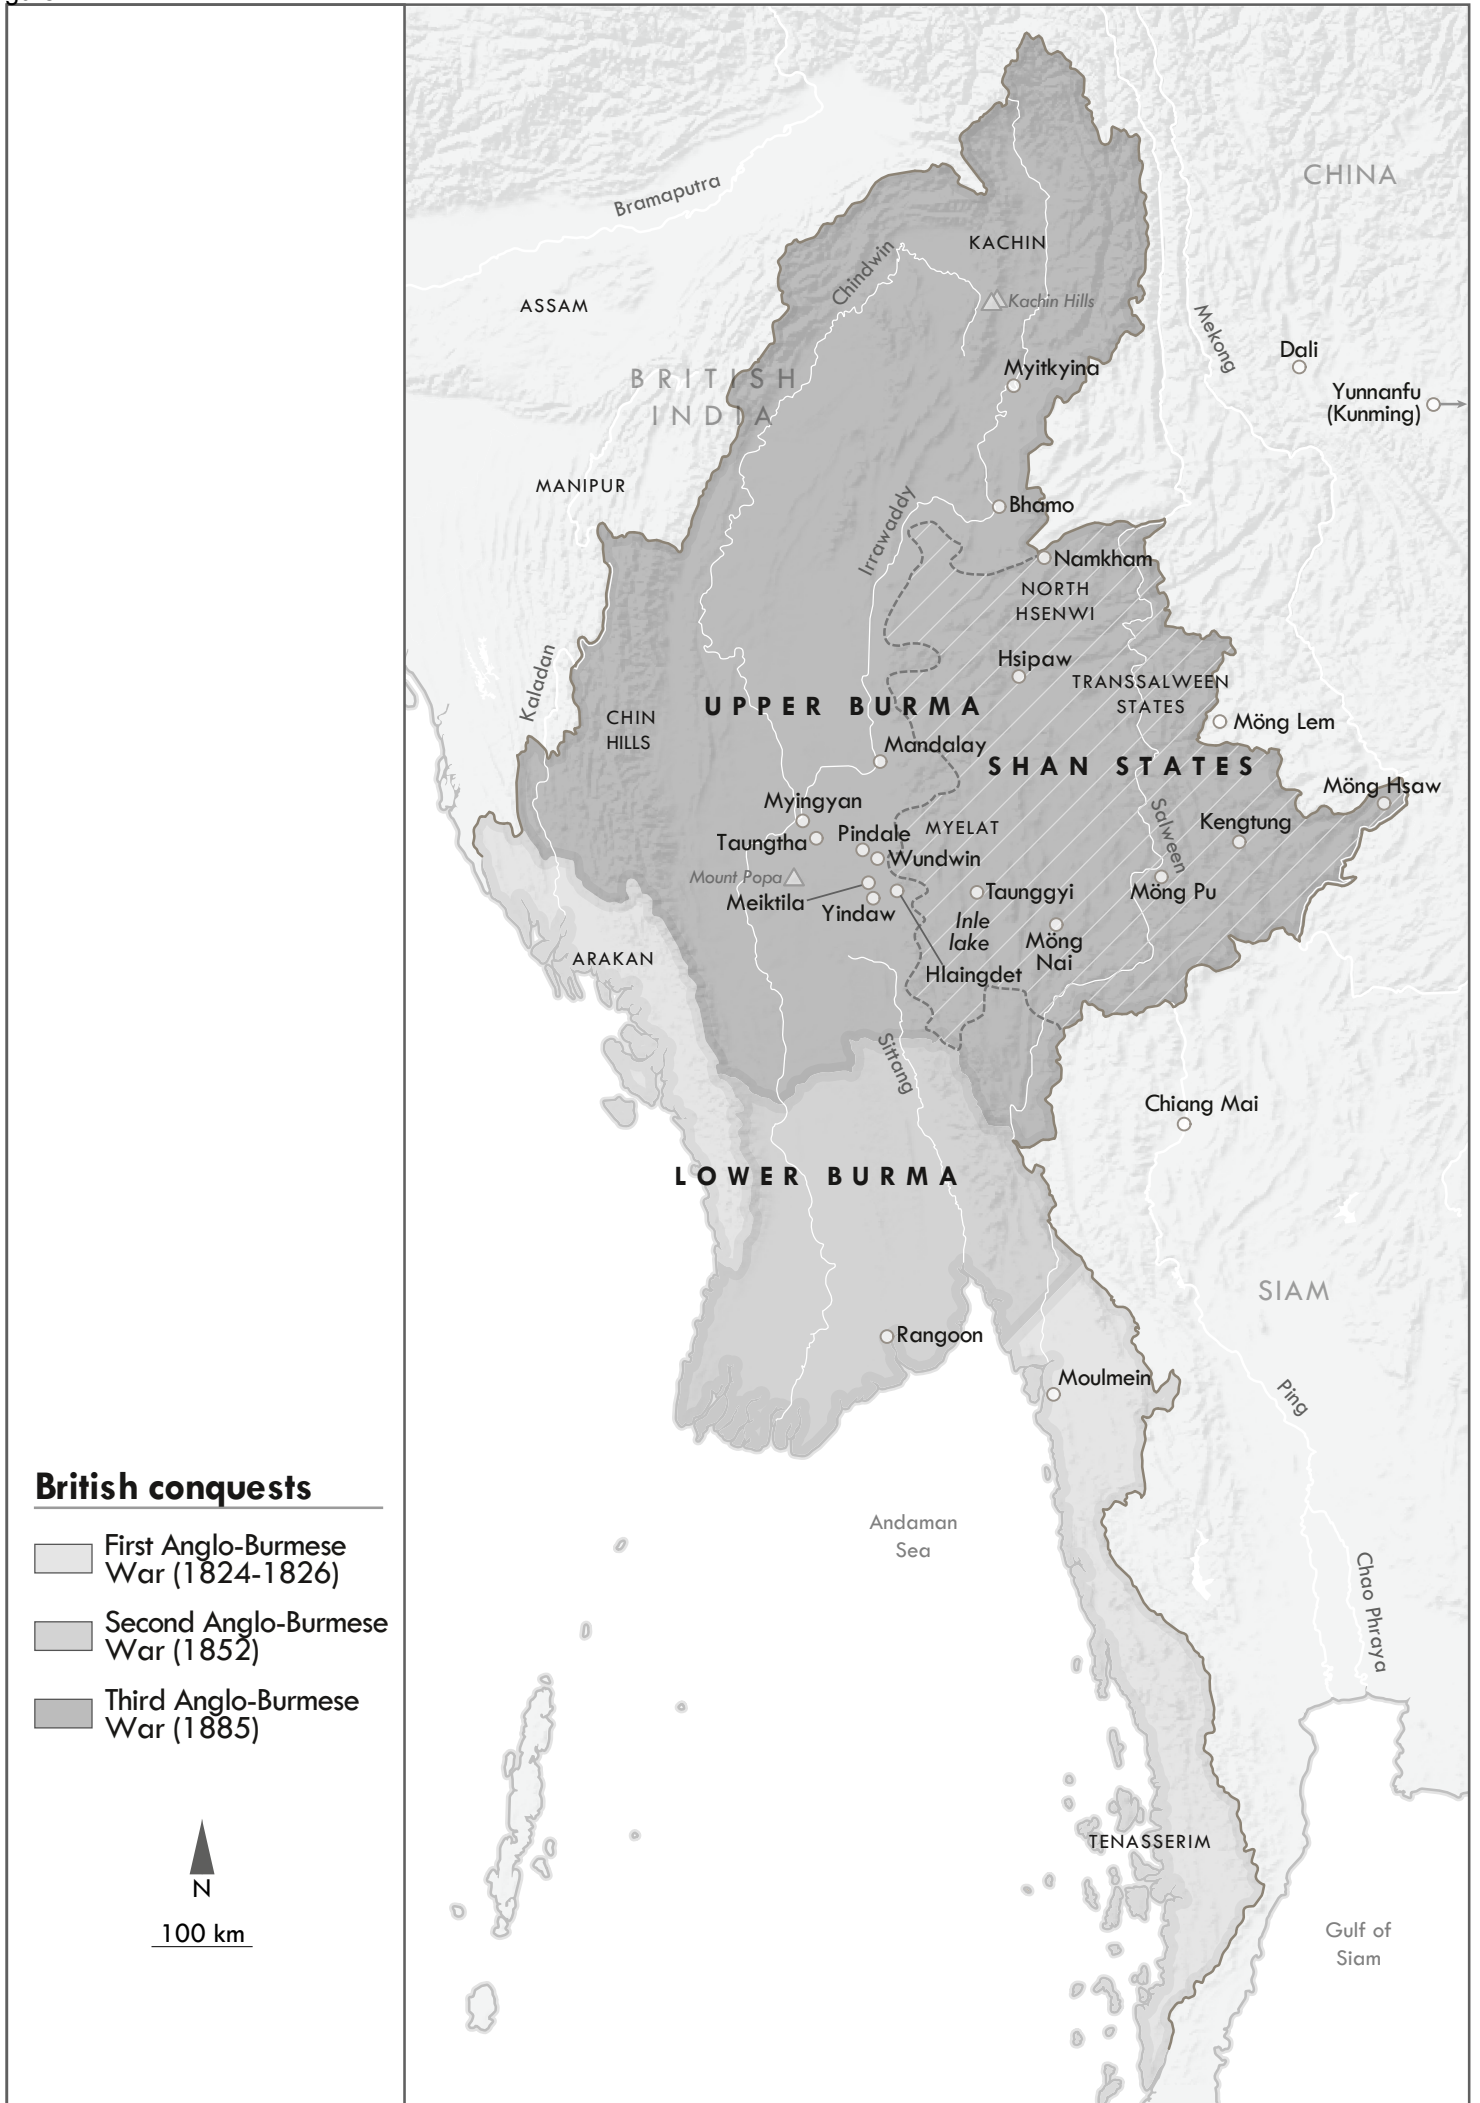 CHINA
Bramaputra
KACHIN
Chindwin
Kachin Hills
ASSAM
Mekong
Dali
Myitkyina
BRITISH
INDIA
Yunnanfu
(Kunming)
MANIPUR
Bhamo
Irrawaddy
Namkham
NORTH
HSENWI
Hsipaw
Kaladan
TRANSSALWEEN
STATES
UPPER BURMA
CHIN
HILLS
Möng Lem
Mandalay
SHAN STATES
Möng Hsaw
Myingyan
Salween
Kengtung
Pindale
MYELAT
Taungtha
Wundwin
Mount Popa
Meiktila
Taunggyi
Möng Pu
Yindaw
Inle
lake
Möng
Nai
ARAKAN
Hlaingdet
Sittang
Chiang Mai
LOWER BURMA
SIAM
Rangoon
Moulmein
Ping
British conquests
Andaman
Sea
First Anglo-Burmese
War (1824-1826)
Second Anglo-Burmese
War (1852)
Chao Phraya
Third Anglo-Burmese
War (1885)
TENASSERIM
N
100 km
Gulf of
Siam